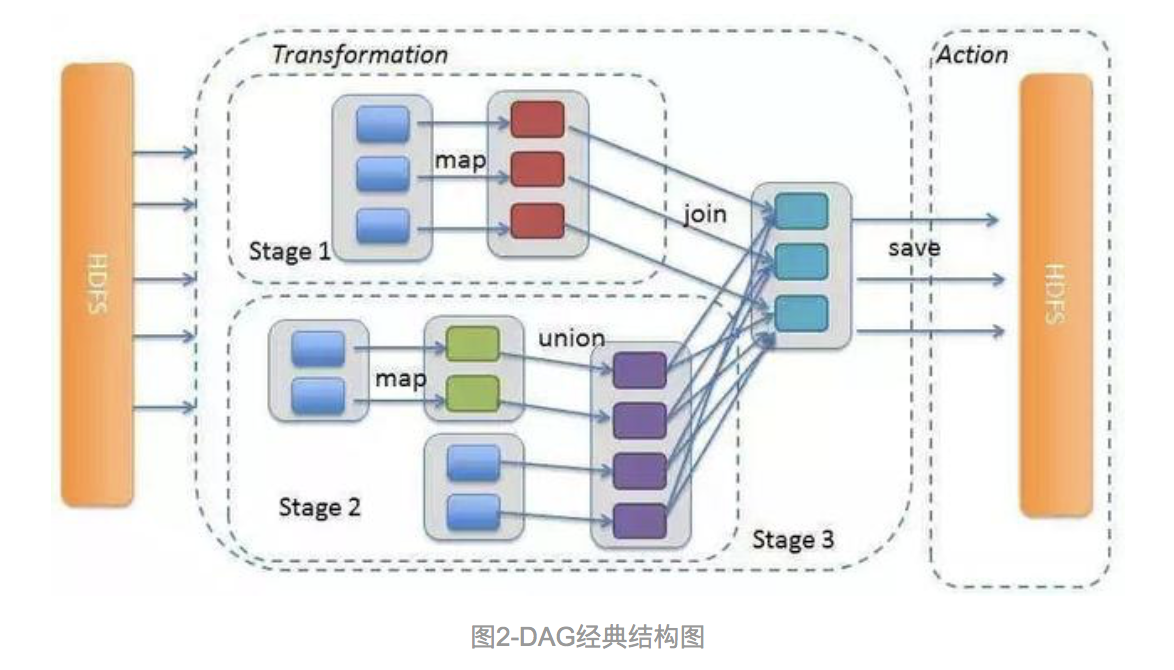 Transformation
Action
map
Stage 1
join
save
HDFS
HDFS
union
map
Stage 2
Stage 3
图2-DAG经典结构图